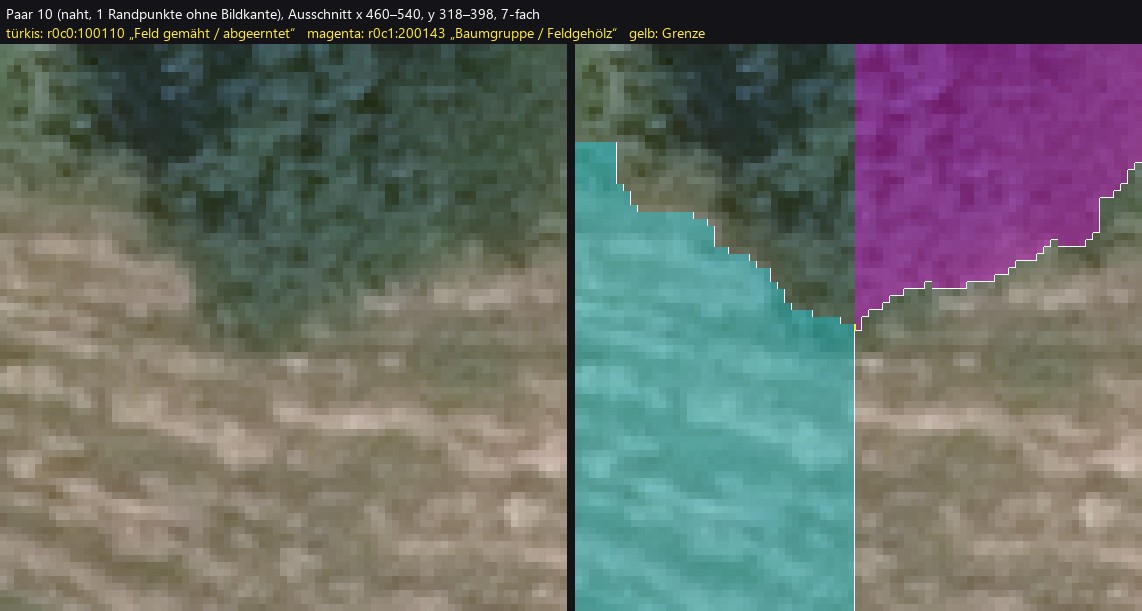 Paar 10 (naht, 1 Randpunkte ohne Bildkante), Ausschnitt x 460–540, y 318–398, 7-fach
türkis: r0c0:100110 „Feld gemäht / abgeerntet“ magenta: r0c1:200143 „Baumgruppe / Feldgehölz“ gelb: Grenze